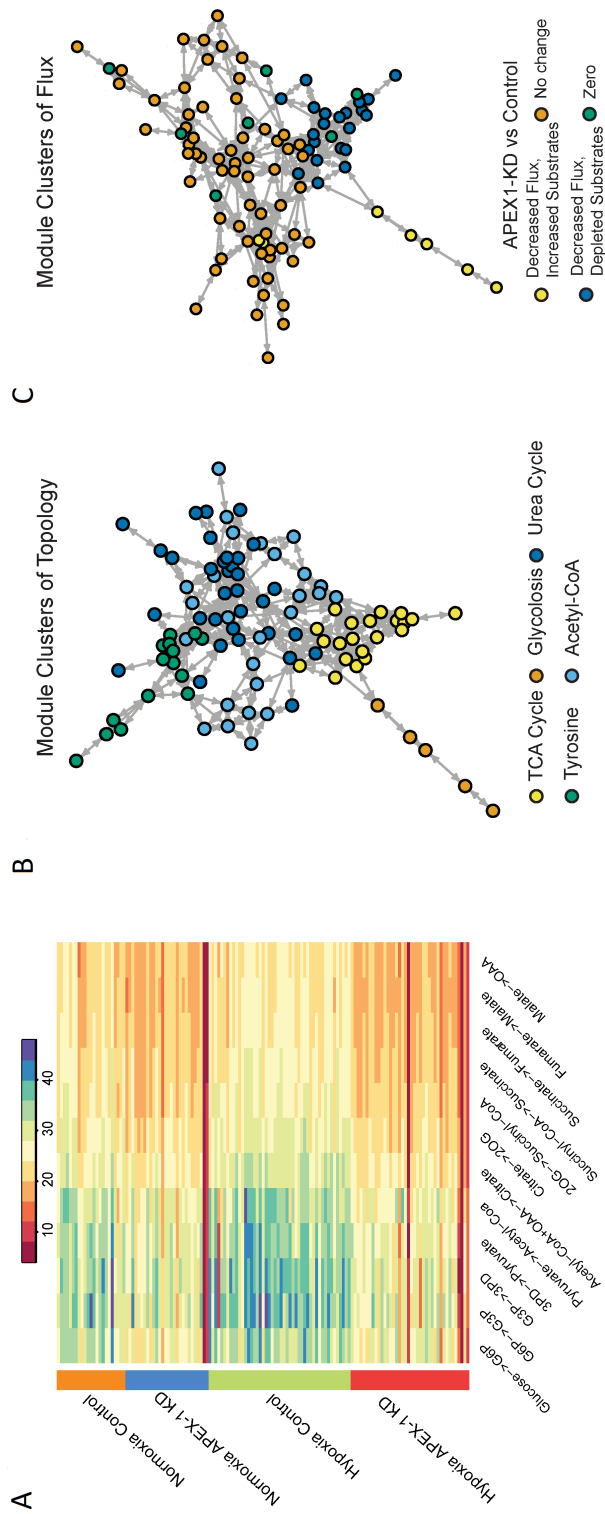 A
10
20
30
40
Normoxia Control
Normoxia APEX-1 KD
Hypoxia Control
Hypoxia APEX-1 KD
Glucose->G6P
G6P->G3P
G3P->3PD
3PD->Pyruvate
Pyruvate->Acetyl-Coa
Acetyl-CoA+OAA->Citrate
Citrate->2OG
2OG->Succinyl-CoA
Succinyl-CoA->Succinate
Succinate->Fumarate
Fumarate->Malate
Malate->OAA
B
Module Clusters of Topology
TCA Cycle
Glycolosis
Urea Cycle
Tyrosine
Acetyl-CoA
C
Module Clusters of Flux
APEX1-KD vs Control
Decreased Flux,
Increased Substrates
No change
Decreased Flux,
Depleted Substrates
Zero